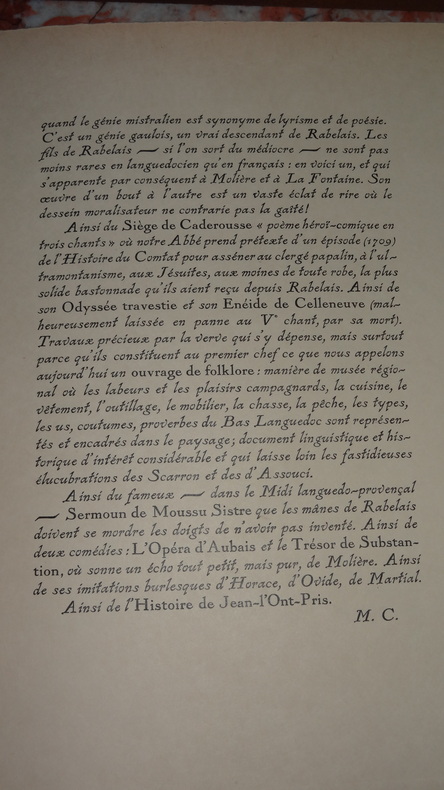 quand le génie mistralien est synonyme de lyrisme et de poésie.
C'est un génie gaulois, un vrai descendant de Rabelais. Les
fils de Rabelais — si l'on sort du médiocre — ne sont pas
moins rares en languedocien qu'en français : en voici un, et qui
s'apparente par conséquent à Molière et à La Fontaine. Son
œuvre d'un bout à l'autre est un vaste éclat de rire où le
dessein moralisateur ne contrarie pas la gaîté!
Ainsi du Siège de Caderousse « poème héroï-comique en
trois chants » où notre Abbé prend prétexte d'un épisode (1709)
de l'Histoire du Comtat pour asséner au clergé papalin, à l'ul-
tramontanisme, aux Jésuites, aux moines de toute robe, la plus
solide bastonnade qu'ils aient reçu depuis Rabelais. Ainsi de
son Odyssée travestie et son Enéide de Celleneuve (mal-
heureusement laissée en panne au V° chant, par sa mort).
Travaux précieux par la verve qui s'y dépense, mais surtout
parce qu'ils constituent au premier chef ce que nous appelons
aujourd'hui un ouvrage de folklore : manière de musée régio-
nal où les labeurs et les plaisirs campagnards, la cuisine, le
vêtement, l'outillage, le mobilier, la chasse, la pêche, les types,
les us, coutumes, proverbes du Bas Languedoc sont représen-
tés et encadrés dans le paysage; document linguistique et his-
torique d'intérêt considérable et qui laisse loin les fastidieuses
élucubrations des Scarron et des d'Assouci.
Ainsi du fameux — dans le Midi languedo-provençal
— Sermoun de Moussu Sistre que les mânes de Rabelais
doivent se mordre les doigts de n'avoir pas inventé. Ainsi de
deux comédies : L'Opéra d'Aubais et le Trésor de Substan-
tion, où sonne un écho tout petit, mais pur, de Molière. Ainsi
de ses imitations burlesques d'Horace, d'Ovide, de Martial.
Ainsi de l'Histoire de Jean-l'Ont-Pris.
M. C.